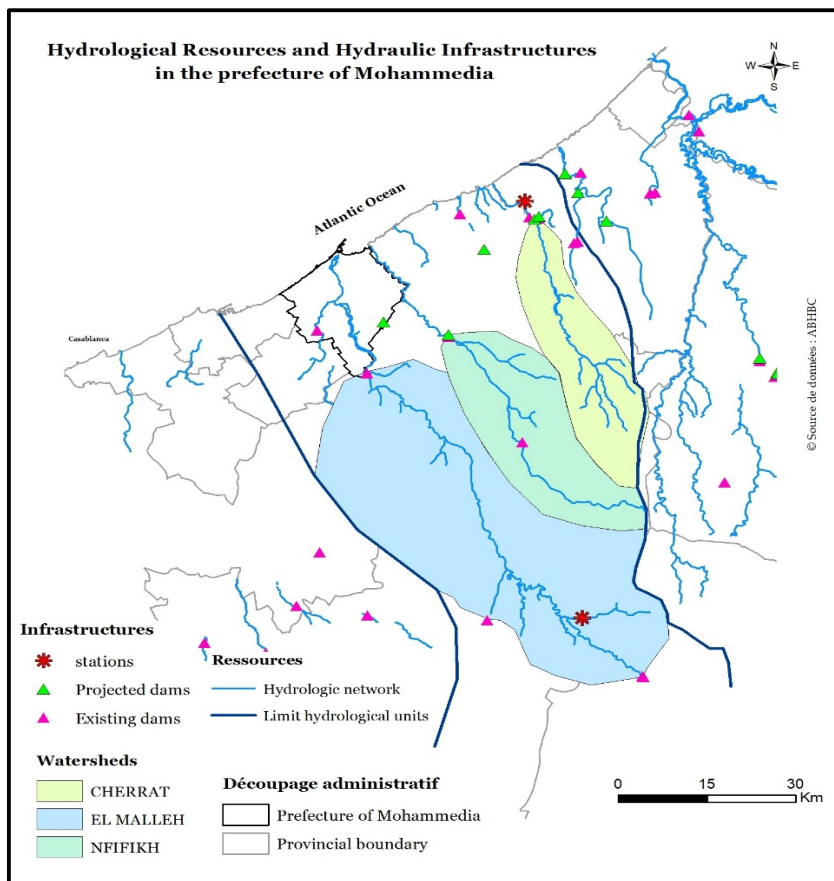 Hydrological Resources and Hydraulic Infrastructures
in the prefecture of Mohammedia
N
W E
S
Atlantic Ocean
Casablanca
© Source de données : ABHBC
Infrastructures
stations
Projected dams
Existing dams
Ressources
Hydrologic network
Limit hydrological units
Watersheds
CHERRAT
EL MALLEH
NFIFIKH
Découpage administratif
Prefecture of Mohammedia
Provincial boundary
0 15 30
Km